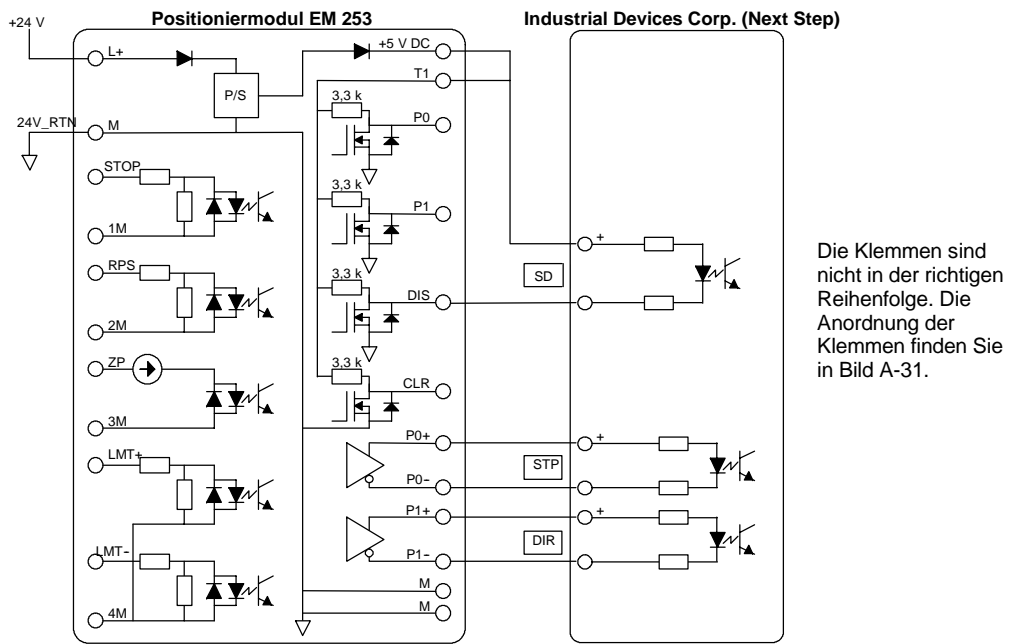 Positioniermodul EM 253
Industrial Devices Corp. (Next Step)
+24 V
L+
+5 V DC
T1
P/S
3,3 k
P0
24V_RTN
M
STOP
3,3 k
P1
1M
+
RPS
3,3 k
SD
DIS
2M
ZP
3,3 k
CLR
3M
P0+
+
LMT+
STP
P0−
P1+
+
DIR
LMT−
P1−
M
4M
M
Die Klemmen sind
nicht in der richtigen
Reihenfolge. Die
Anordnung der
Klemmen finden Sie
in Bild A-31.